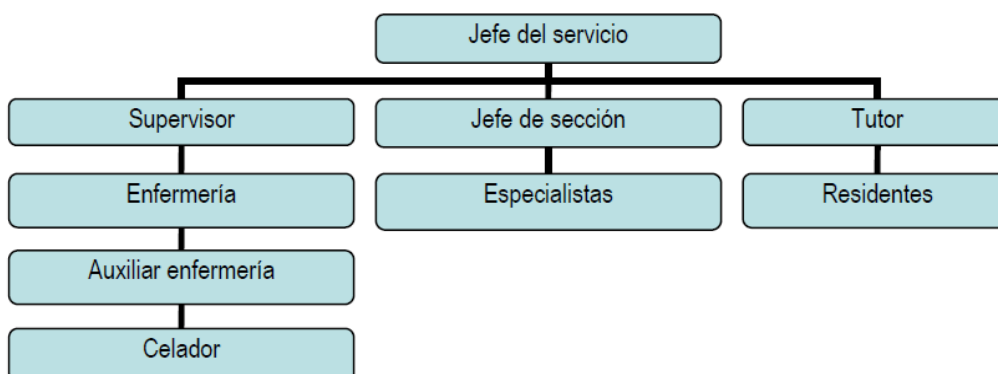 Jefe del servicio
Supervisor
Jefe de sección
Tutor
Enfermería
Especialistas
Residentes
Auxiliar enfermería
Celador